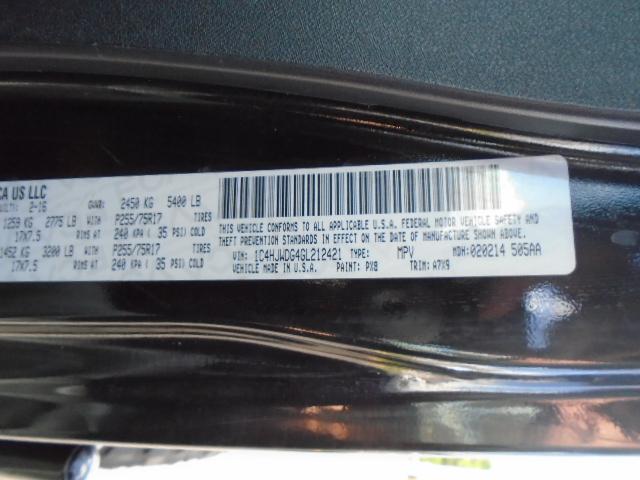 CA US LLC
2-16 GVWR: 2450 KG 5400 LB
1259 KG 2775 LB WITH P255/75R17 TIRES
17X7.5 RIMS AT 240 KPA ( 35 PSI) COLD
1452 KG 3200 LB WITH P255/75R17 TIRES
17X7.5 RIMS AT 240 KPA ( 35 PSI) COLD
THIS VEHICLE CONFORMS TO ALL APPLICABLE U.S.A. FEDERAL MOTOR VEHICLE SAFETY AND
THEFT PREVENTION STANDARDS IN EFFECT ON THE DATE OF MANUFACTURE SHOWN ABOVE.
VIN: 1C4HJWDG4GL212421 TYPE: MPV MDH: 020214 505AA
VEHICLE MADE IN U.S.A. PAINT: PX8 TRIM: A7X9